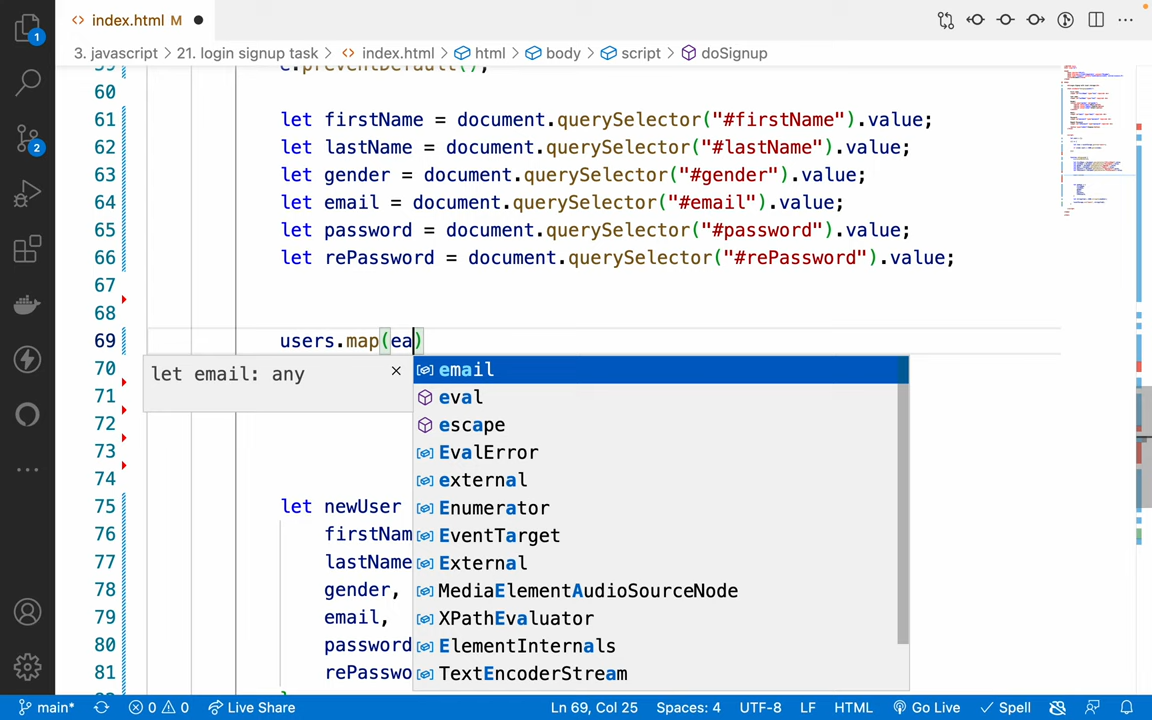 index.html M
3. javascript > 21. login signup task > index.html > html > body > script > doSignup
e.preventDefault();
60
61 let firstName = document.querySelector("#firstName").value;
62 let lastName = document.querySelector("#lastName").value;
63 let gender = document.querySelector("#gender").value;
64 let email = document.querySelector("#email").value;
65 let password = document.querySelector("#password").value;
66 let rePassword = document.querySelector("#rePassword").value;
67
68
69 users.map(ea)
70
let email: any ×
email
71
eval
72
escape
73
EvalError
74
external
75 let newUser
Enumerator
76 firstNam
EventTarget
77 lastName
External
78 gender,
MediaElementAudioSourceNode
79 email,
XPathEvaluator
80 password
ElementInternals
81 rePasswo
TextEncoderStream
1
2
main*
0 0
Live Share
Ln 69, Col 25
Spaces: 4
UTF-8
LF
HTML
Go Live
Spell